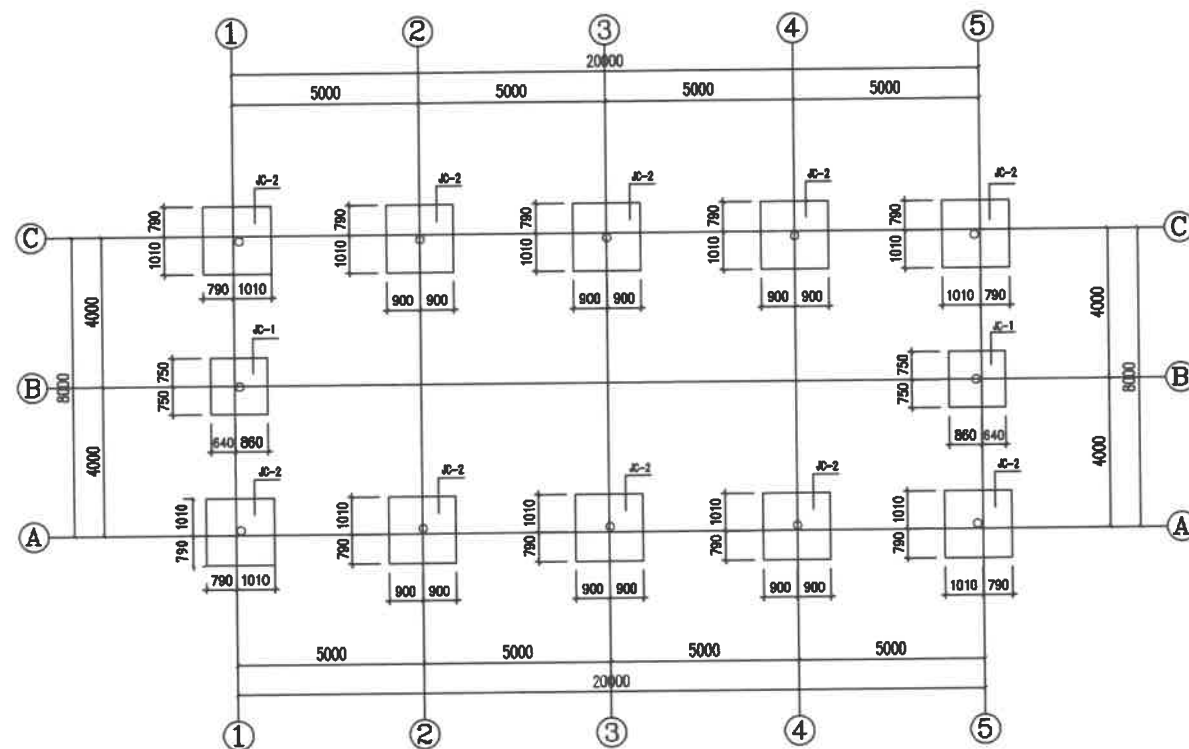 1 2 3 4 5
20000
5000 5000 5000 5000
JC-2 JC-2 JC-2 JC-2 JC-2
790 790 790 790 790
C C
1010 1010 1010 1010 1010
790 1010 900 900 900 900 900 900 1010 790
4000 4000
JC-1 JC-1
750 750
B 8000 8000 B
750 750
640 860 860 640
4000 4000
JC-2 JC-2 JC-2 JC-2 JC-2
1010 1010 1010 1010 1010
A A
790 790 790 790 790
790 1010 900 900 900 900 900 900 1010 790
5000 5000 5000 5000
20000
1 2 3 4 5